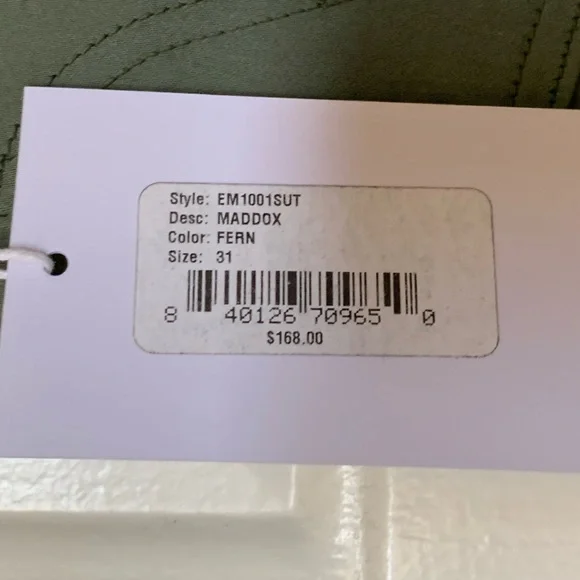 Style: EM1001SUT
Desc: MADDOX
Color: FERN
Size: 31
8 40126 70965 0
$168.00